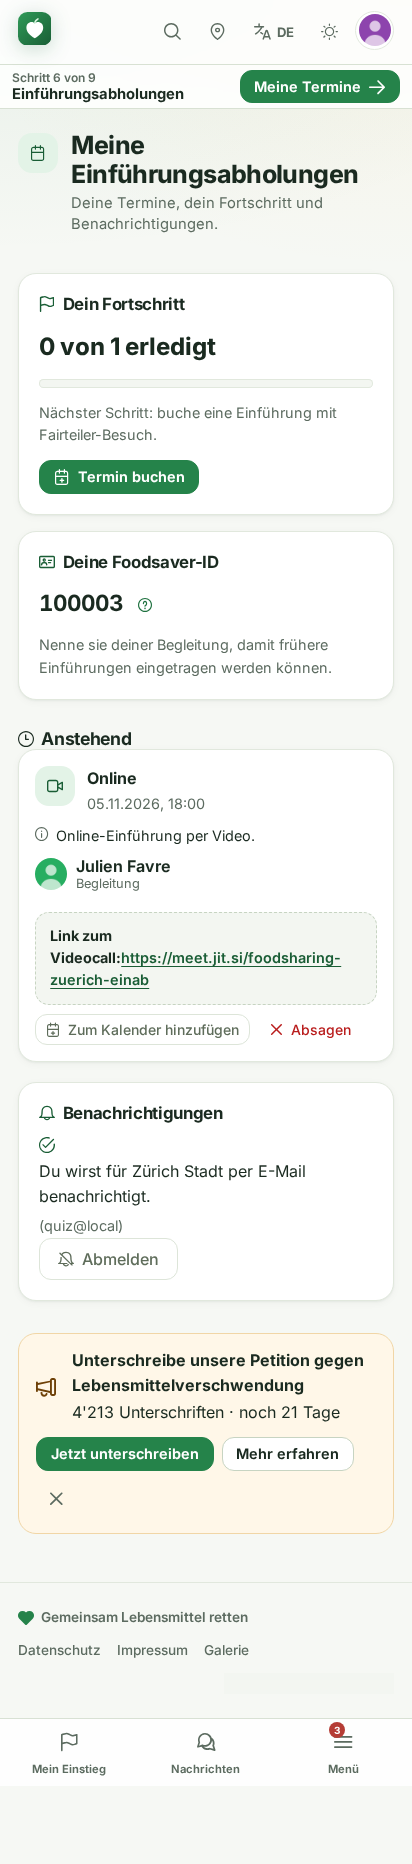 DE
Schritt 6 von 9
Einführungsabholungen
Meine Termine
Meine
Einführungsabholungen
Deine Termine, dein Fortschritt und
Benachrichtigungen.
Dein Fortschritt
0 von 1 erledigt
Nächster Schritt: buche eine Einführung mit
Fairteiler-Besuch.
Termin buchen
Deine Foodsaver-ID
100003
Nenne sie deiner Begleitung, damit frühere
Einführungen eingetragen werden können.
Anstehend
Online
05.11.2026, 18:00
Online-Einführung per Video.
Julien Favre
Begleitung
Link zum
Videocall:https://meet.jit.si/foodsharing-
zuerich-einab
Zum Kalender hinzufügen
Absagen
Benachrichtigungen
Du wirst für Zürich Stadt per E-Mail
benachrichtigt.
(quiz@local)
Abmelden
Unterschreibe unsere Petition gegen
Lebensmittelverschwendung
4'213 Unterschriften · noch 21 Tage
Jetzt unterschreiben
Mehr erfahren
Gemeinsam Lebensmittel retten
Datenschutz Impressum Galerie
3
Mein Einstieg
Nachrichten
Menü